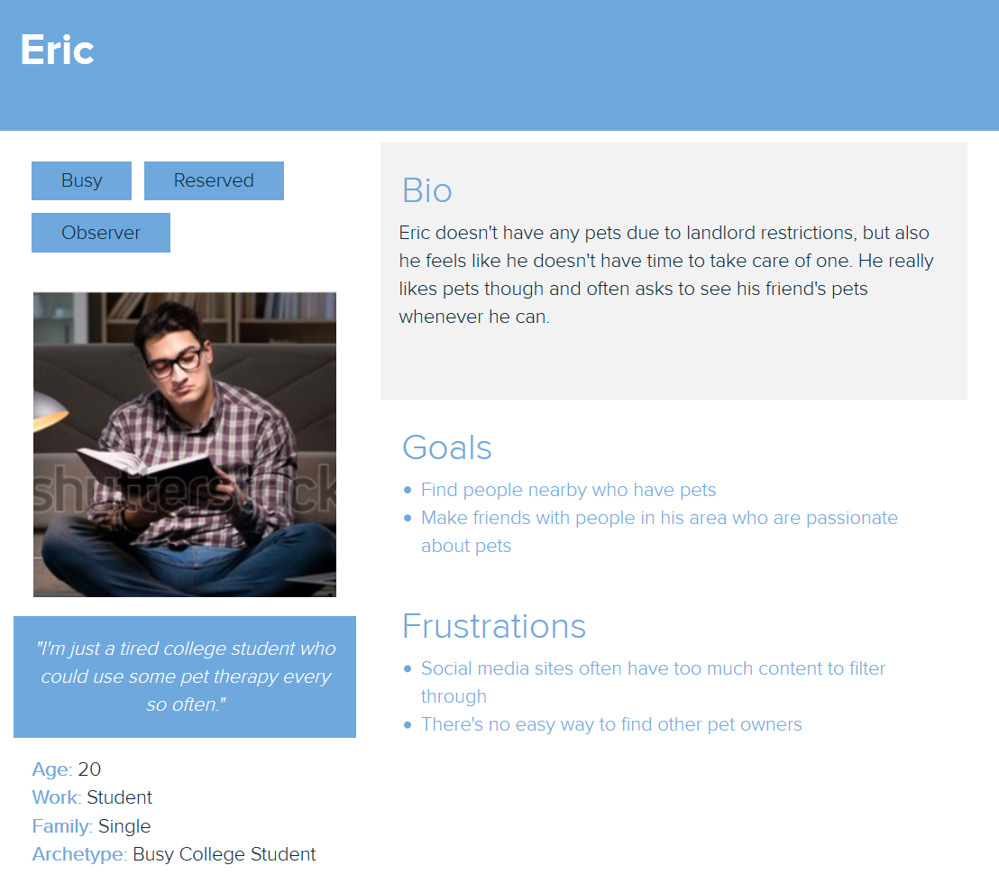 Eric
Busy
Reserved
Observer
shutterstock
"I'm just a tired college student who
could use some pet therapy every
so often."
Age: 20
Work: Student
Family: Single
Archetype: Busy College Student
Bio
Eric doesn't have any pets due to landlord restrictions, but also
he feels like he doesn't have time to take care of one. He really
likes pets though and often asks to see his friend's pets
whenever he can.
Goals
Find people nearby who have pets
Make friends with people in his area who are passionate
about pets
Frustrations
Social media sites often have too much content to filter
through
There's no easy way to find other pet owners